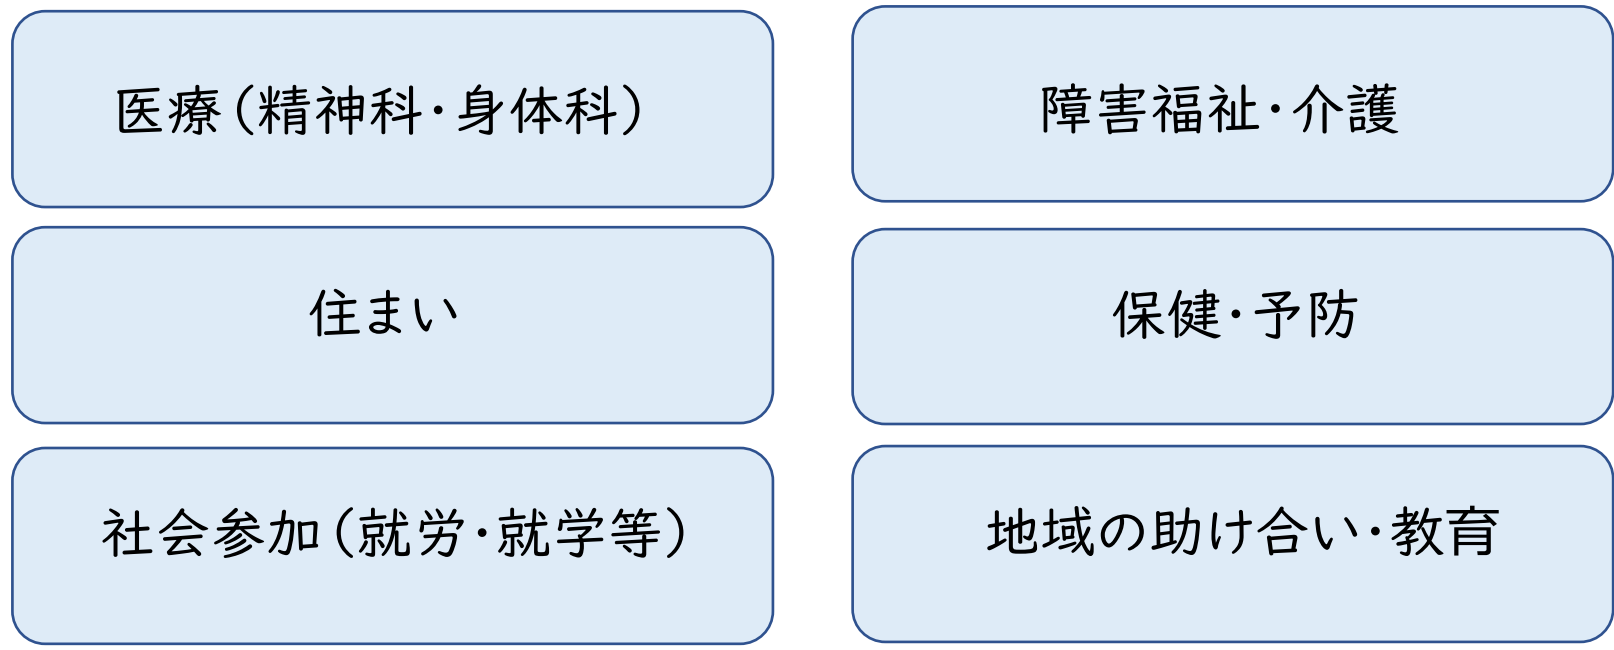 医療(精神科・身体科)
障害福祉・介護
住まい
保健・予防
社会参加(就労・就学等)
地域の助け合い・教育